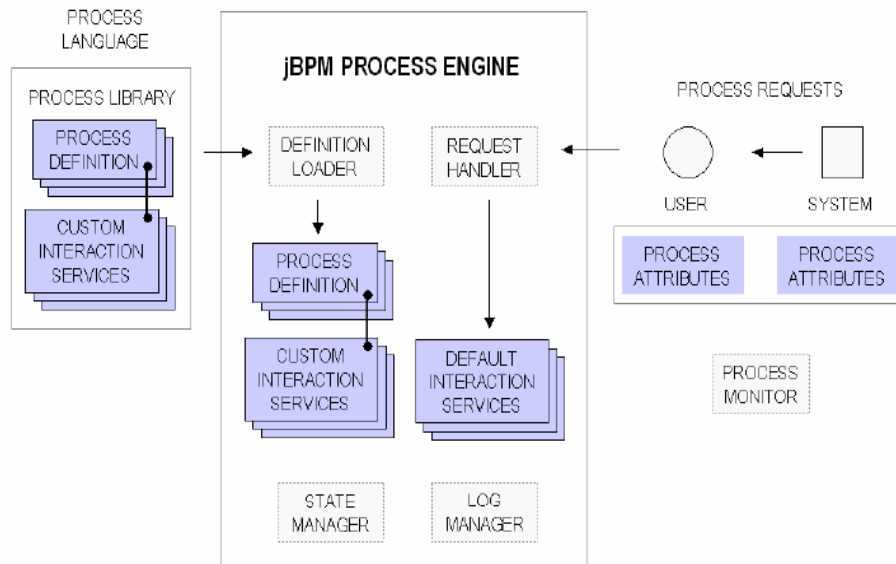 PROCESS
LANGUAGE
PROCESS LIBRARY
PROCESS
DEFINITION
CUSTOM
INTERACTION
SERVICES
jBPM PROCESS ENGINE
DEFINITION
LOADER
REQUEST
HANDLER
PROCESS
DEFINITION
CUSTOM
INTERACTION
SERVICES
DEFAULT
INTERACTION
SERVICES
STATE
MANAGER
LOG
MANAGER
PROCESS REQUESTS
USER
SYSTEM
PROCESS
ATTRIBUTES
PROCESS
ATTRIBUTES
PROCESS
MONITOR